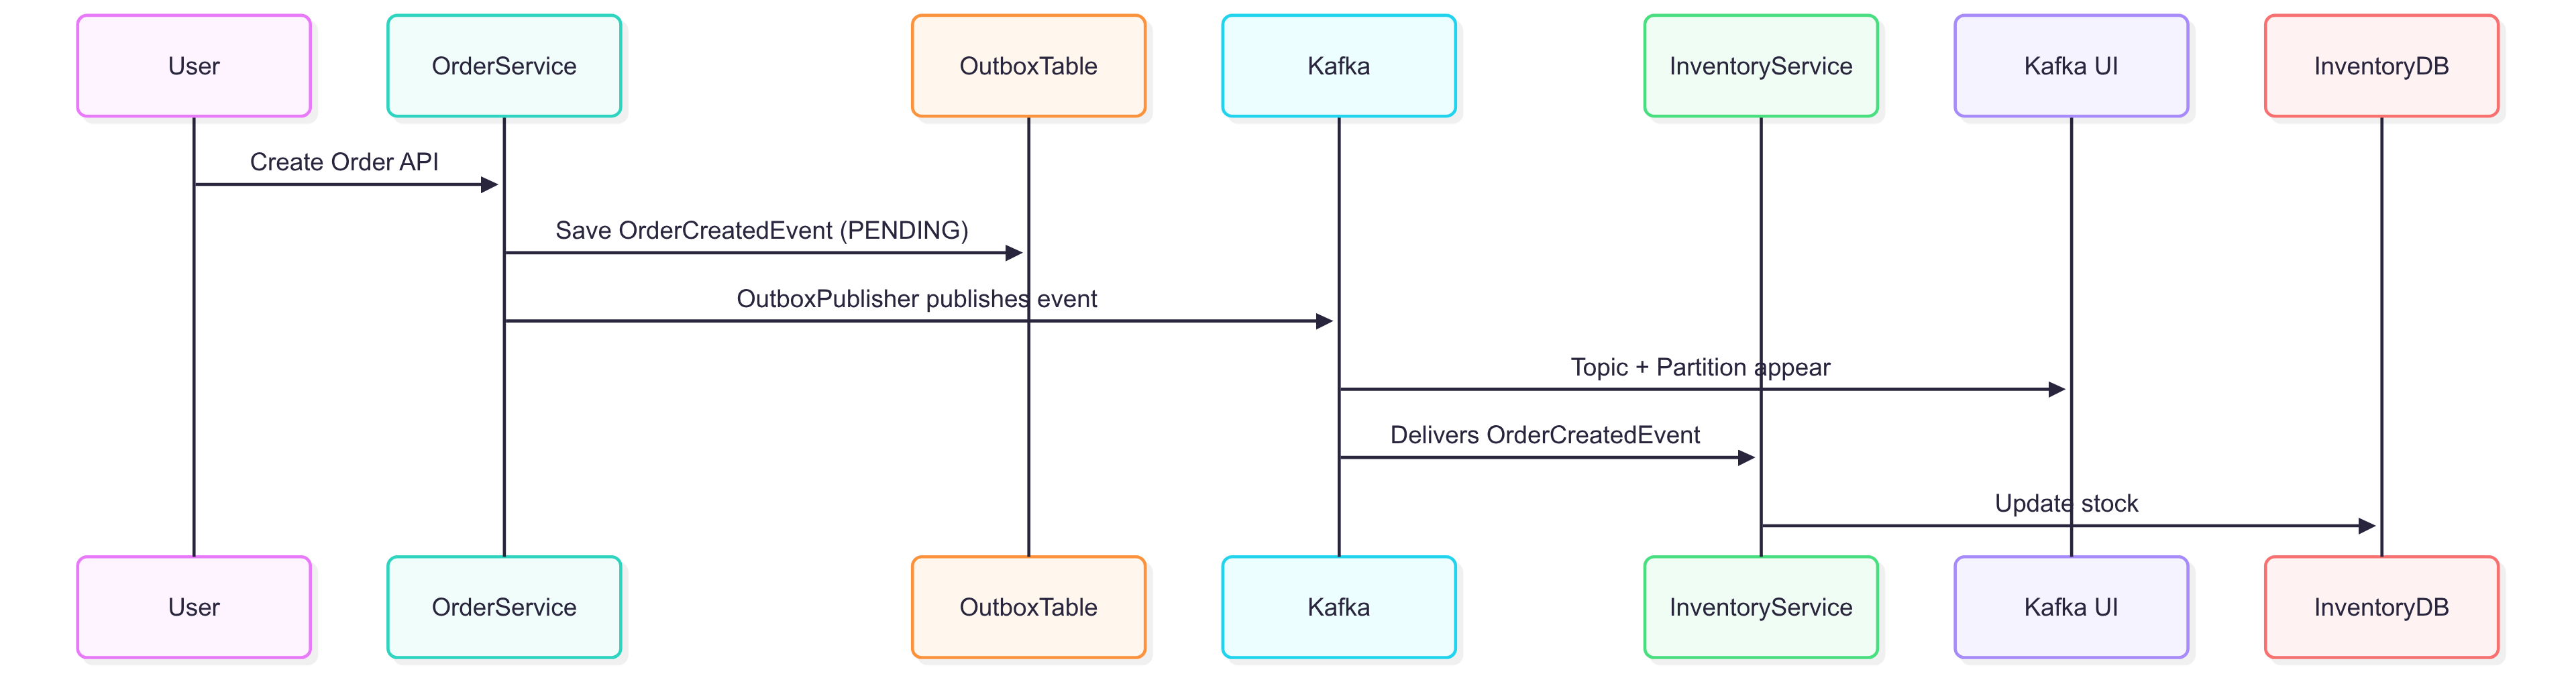 User
OrderService
OutboxTable
Kafka
InventoryService
Kafka UI
InventoryDB
Create Order API
Save OrderCreatedEvent (PENDING)
OutboxPublisher publishes event
Topic + Partition appear
Delivers OrderCreatedEvent
Update stock
User
OrderService
OutboxTable
Kafka
InventoryService
Kafka UI
InventoryDB